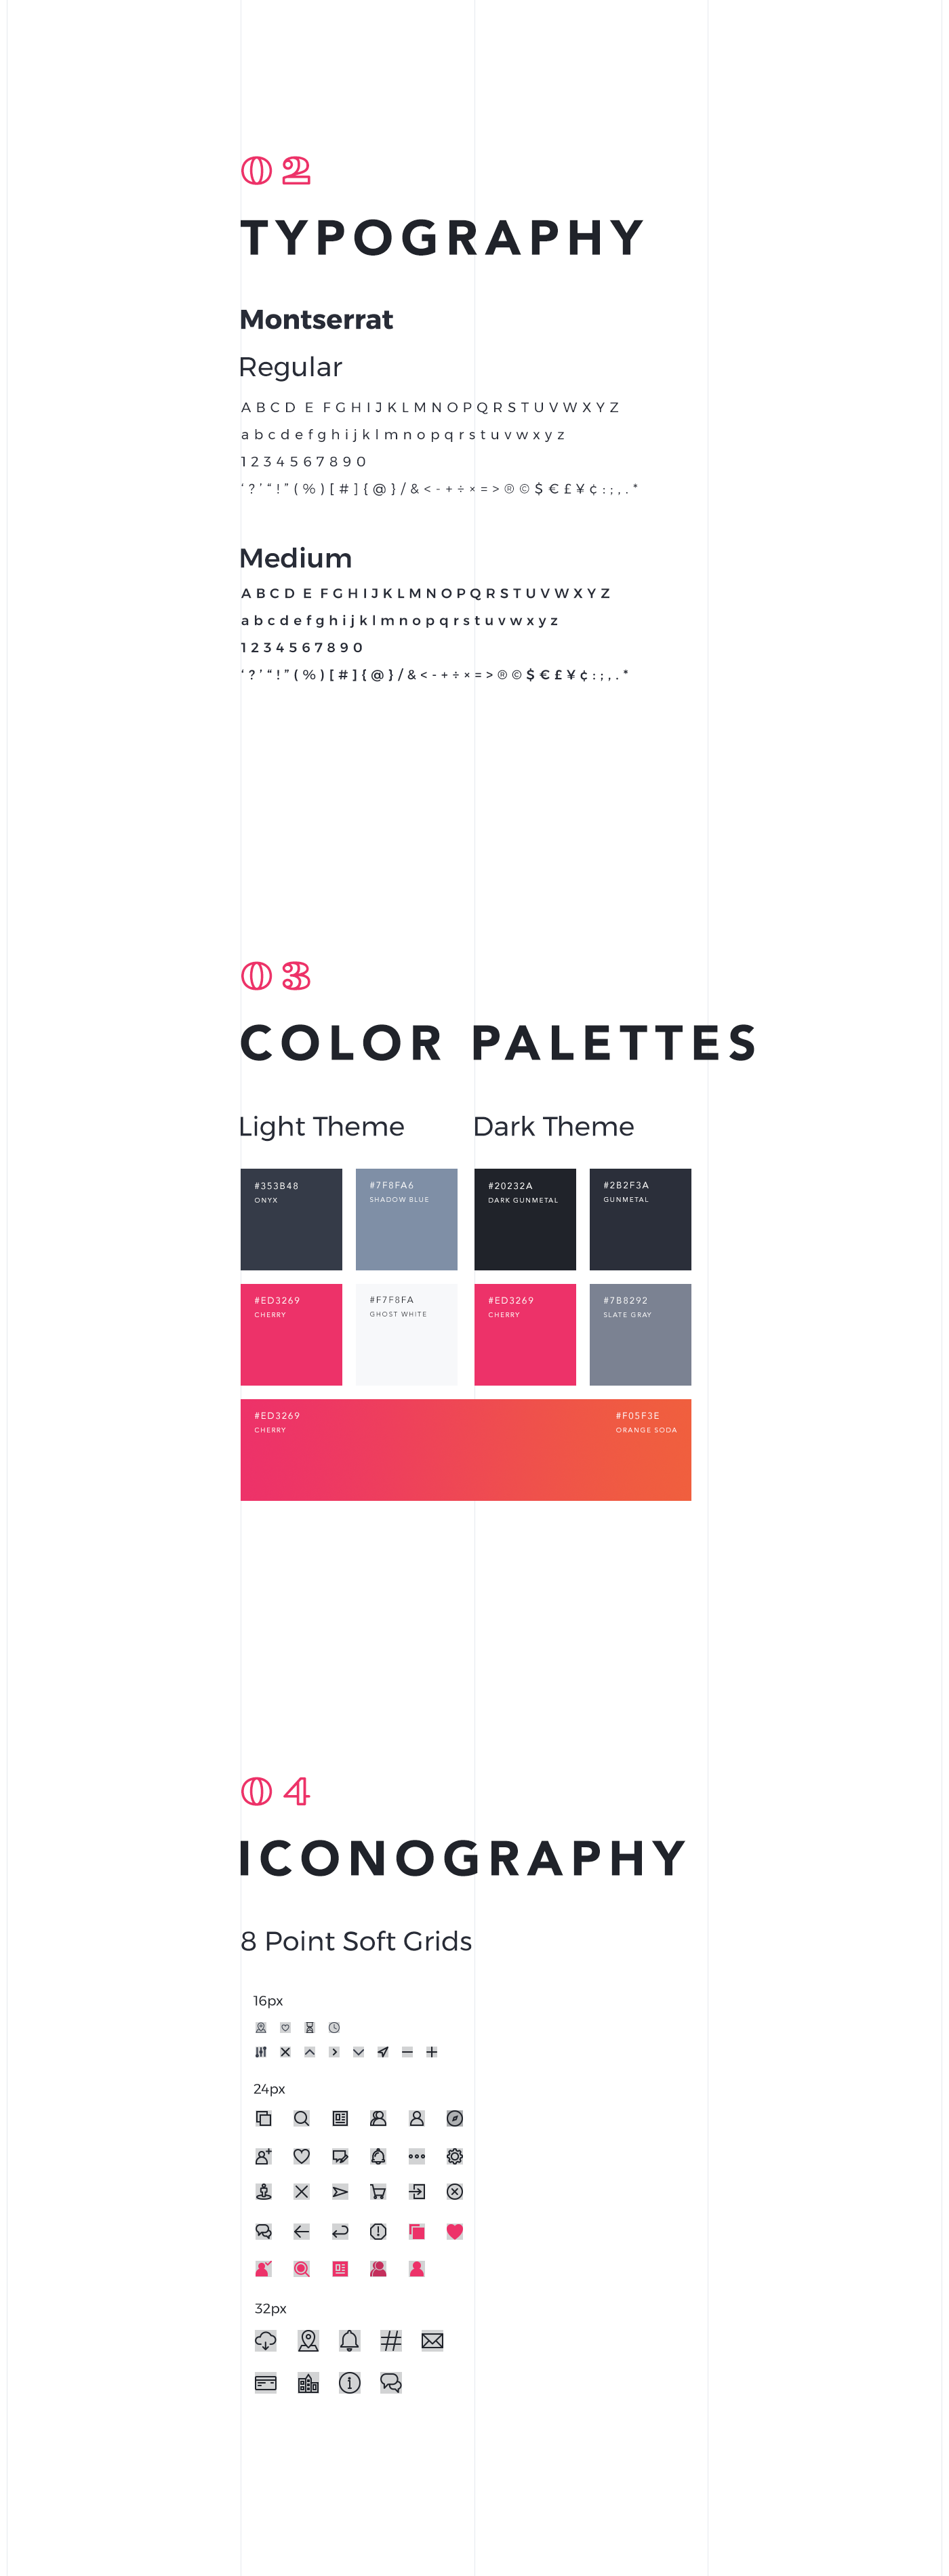 02
TYPOGRAPHY
Montserrat
Regular
A B C D E F G H I J K L M N O P Q R S T U V W X Y Z
a b c d e f g h i j k l m n o p q r s t u v w x y z
1 2 3 4 5 6 7 8 9 0
‘ ? ’ “ ! ” ( % ) [ # ] { @ } / & < - + ÷ × = > ® © $ € £ ¥ ¢ : ; , . *
Medium
A B C D E F G H I J K L M N O P Q R S T U V W X Y Z
a b c d e f g h i j k l m n o p q r s t u v w x y z
1 2 3 4 5 6 7 8 9 0
‘ ? ’ “ ! ” ( % ) [ # ] { @ } / & < - + ÷ × = > ® © $ € £ ¥ ¢ : ; , . *
03
COLOR PALETTES
Light Theme
Dark Theme
#353B48
ONYX
#7F8FA6
SHADOW BLUE
#20232A
DARK GUNMETAL
#2B2F3A
GUNMETAL
#ED3269
CHERRY
#F7F8FA
GHOST WHITE
#ED3269
CHERRY
#7B8292
SLATE GRAY
#ED3269
CHERRY
#F05F3E
ORANGE SODA
04
ICONOGRAPHY
8 Point Soft Grids
16px
24px
32px